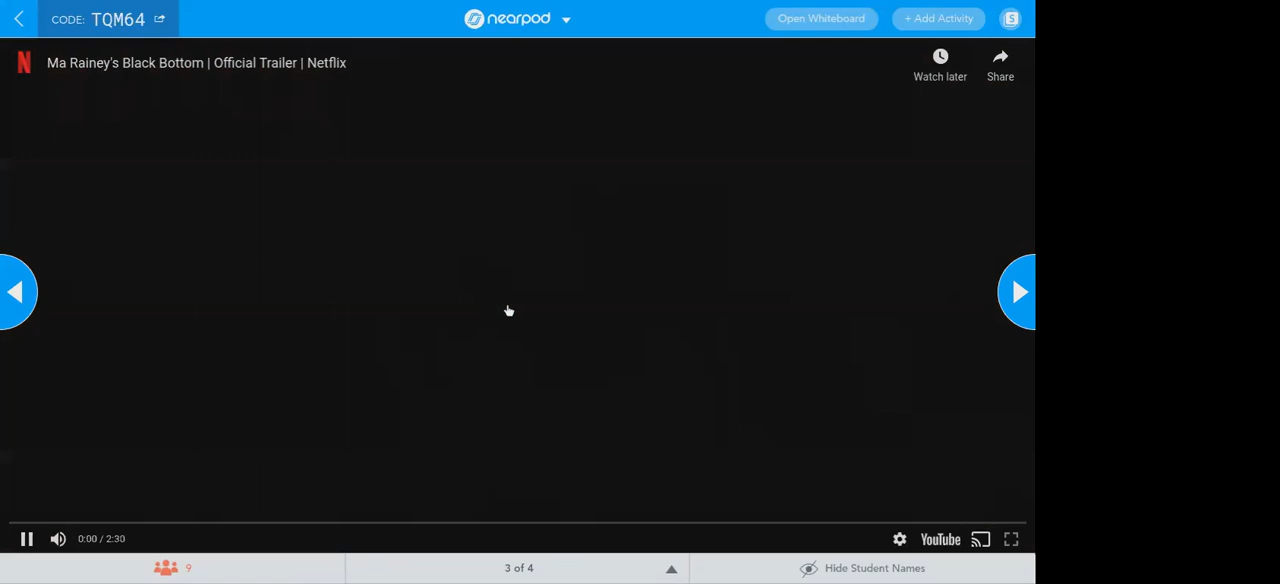 CODE: TQM64
nearpod
Open Whiteboard
+ Add Activity
S
N
Ma Rainey's Black Bottom | Official Trailer | Netflix
Watch later
Share
0:00 / 2:30
YouTube
9
3 of 4
Hide Student Names